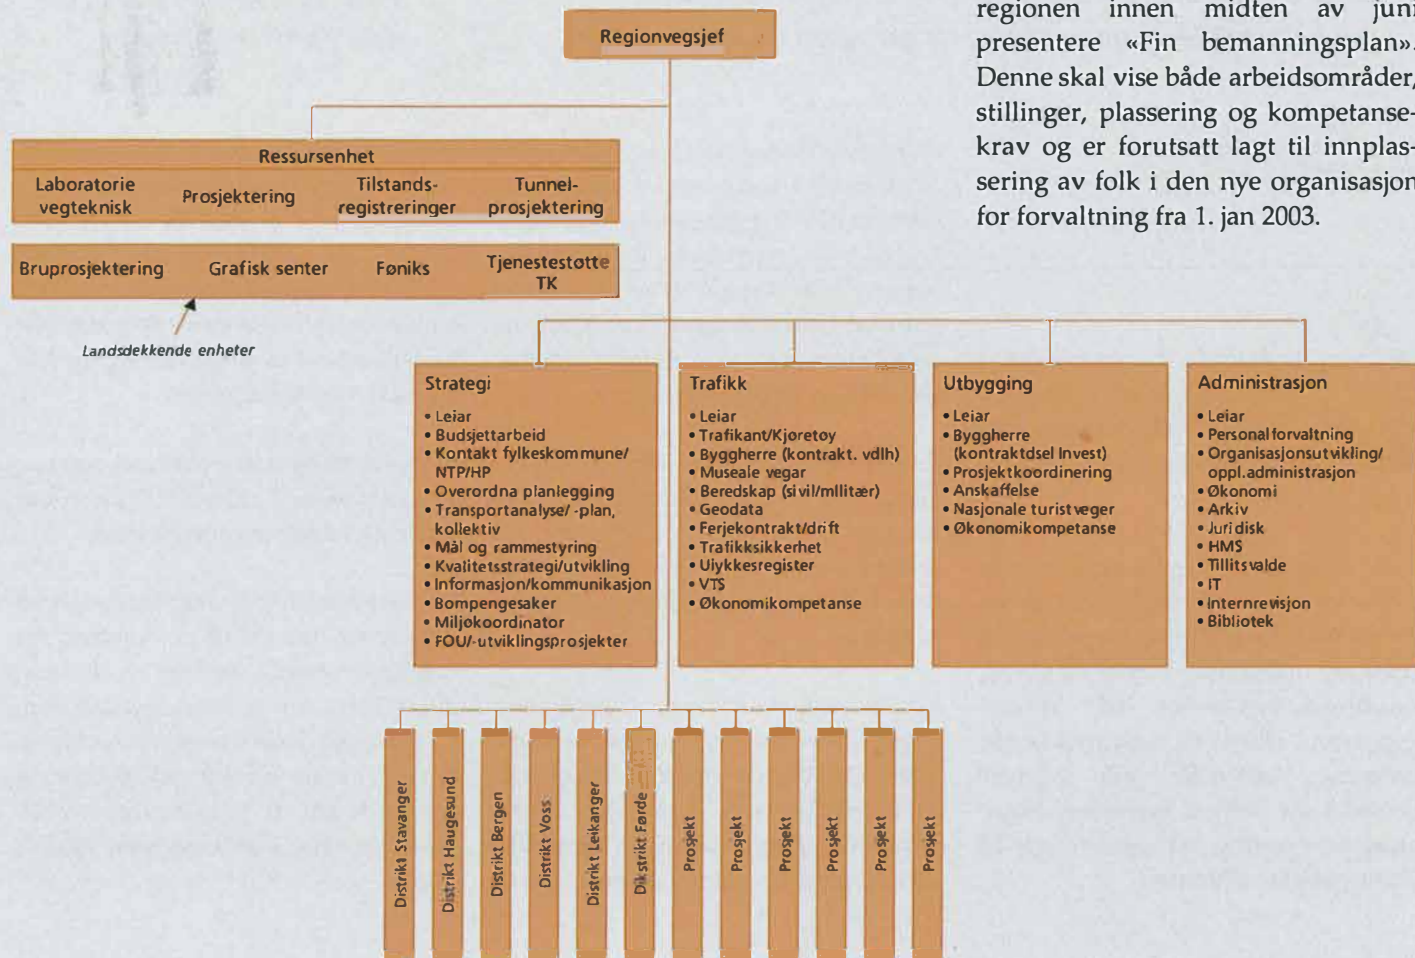 regionen innen midten av juni
presentere «Fin bemanningsplan».
Denne skal vise både arbeidsområder,
stillinger, plassering og kompetanse-
krav og er forutsatt lagt til innplas-
sering av folk i den nye organisasjon
for forvaltning fra 1. jan 2003.
Regionvegsjef
Ressursenhet
Laboratorie
vegteknisk
Prosjektering
Tilstands-
registreringer
Tunnel-
prosjektering
Bruprosjektering
Grafisk senter
Føniks
Tjenestestøtte
TK
Landsdekkende enheter
Strategi
• Leiar
• Budsjettarbeid
• Kontakt fylkeskommune/
NTP/HP
• Overordna planlegging
• Transportanalyse/ -plan,
kollektiv
• Mål og rammestyring
• Kvalitetsstrategi/utvikling
• Informasjon/kommunikasjon
• Bompengesaker
• Miljøkoordinator
• FOU/-utviklingsprosjekter
Trafikk
• Leiar
• Trafikant/Kjøretøy
• Byggherre (kontrakt. vdlh)
• Museale vegar
• Beredskap (sivil/militær)
• Geodata
• Ferjekontrakt/drift
• Trafikksikkerhet
• Ulykkesregister
• VTS
• Økonomikompetanse
Utbygging
• Leiar
• Byggherre
(kontraktdsel Invest)
• Prosjektkoordinering
• Anskaffelse
• Nasjonale turistveger
• Økonomikompetanse
Administrasjon
• Leiar
• Personalforvaltning
• Organisasjonsutvikling/
oppl.administrasjon
• Økonomi
• Arkiv
• Juridisk
• HMS
• Tillitsvalde
• IT
• Internrevisjon
• Bibliotek
Distrikt Stavanger
Distrikt Haugesund
Distrikt Bergen
Distrikt Voss
Distrikt Leikanger
Dikstrikt Førde
Prosjekt
Prosjekt
Prosjekt
Prosjekt
Prosjekt
Prosjekt